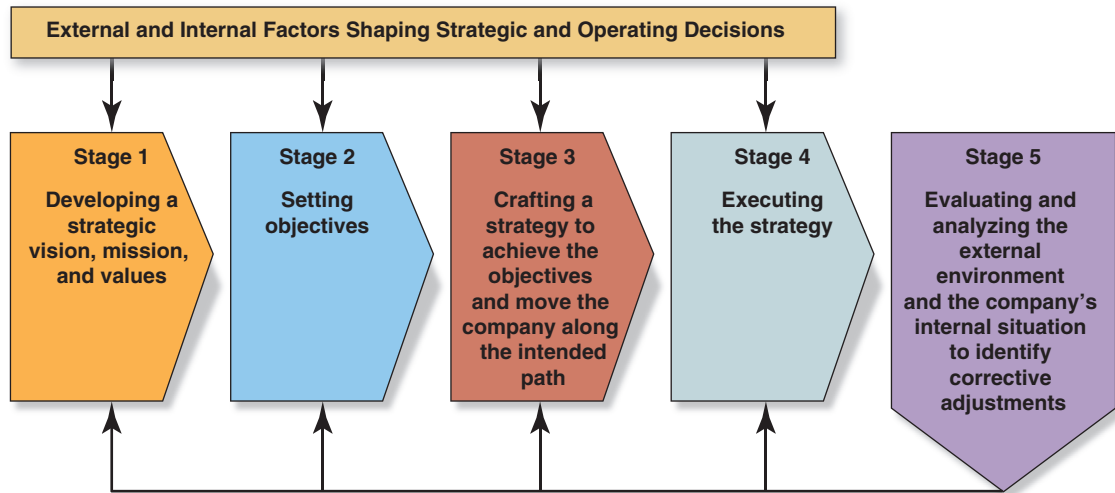 External and Internal Factors Shaping Strategic and Operating Decisions
Stage 1
Developing a
strategic
vision, mission,
and values
Stage 2
Setting
objectives
Stage 3
Crafting a
strategy to
achieve the
objectives
and move the
company along
the intended
path
Stage 4
Executing
the strategy
Stage 5
Evaluating and
analyzing the
external
environment
and the company’s
internal situation
to identify
corrective
adjustments